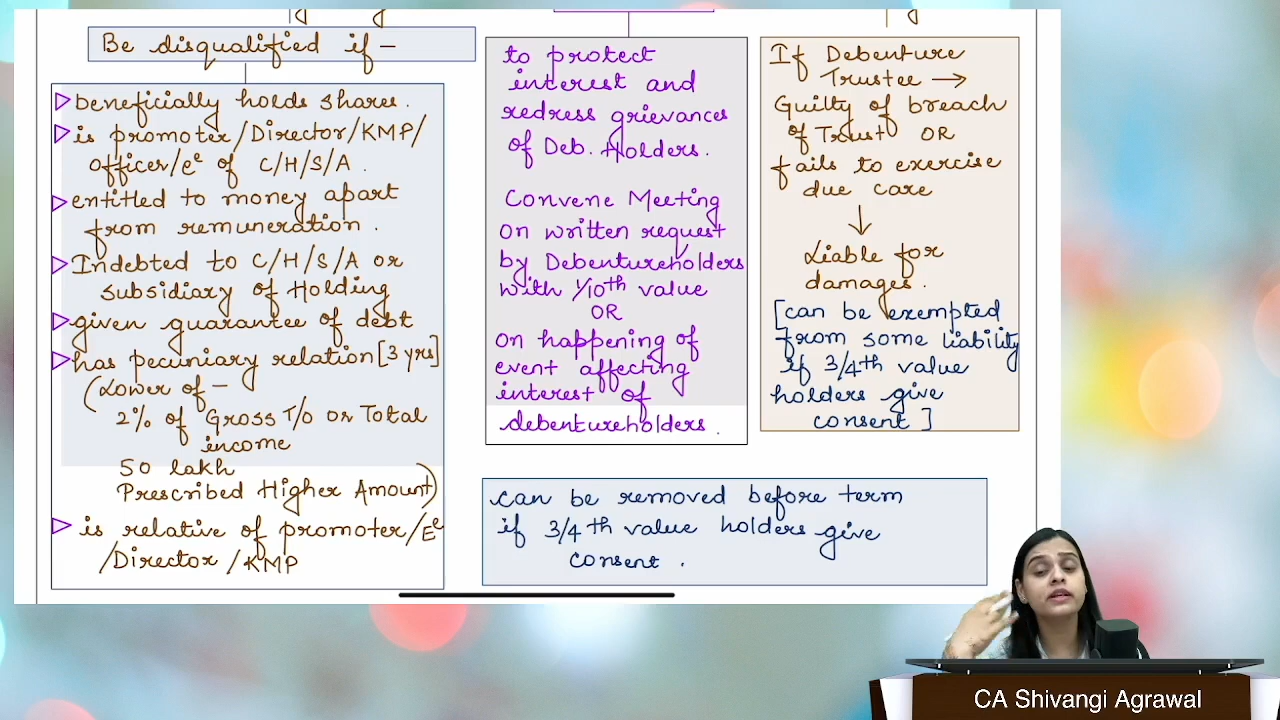 Be disqualified if -
beneficially holds shares.
is promoter/Director/KMP/
officer/Ee of C/H/S/A.
entitled to money apart
from remuneration.
Indebted to C/H/S/A or
subsidiary of Holding
given guarantee of debt
has pecuniary relation [3 yrs]
(Lower of -
2% of Gross T/O or Total
income
50 lakh
Prescribed Higher Amount)
is relative of promoter/Ee
/Director/KMP
to protect
interest and
redress grievances
of Deb. Holders.
Convene Meeting
on written request
by Debentureholders
with 1/10th value
OR
on happening of
event affecting
interest of
debentureholders.
If Debenture
Trustee →
Guilty of breach
of Trust OR
fails to exercise
due care
↓
Liable for
damages.
[can be exempted
from some liability
if 3/4th value
holders give
consent]
can be removed before term
if 3/4th value holders give
consent.
CA Shivangi Agrawal